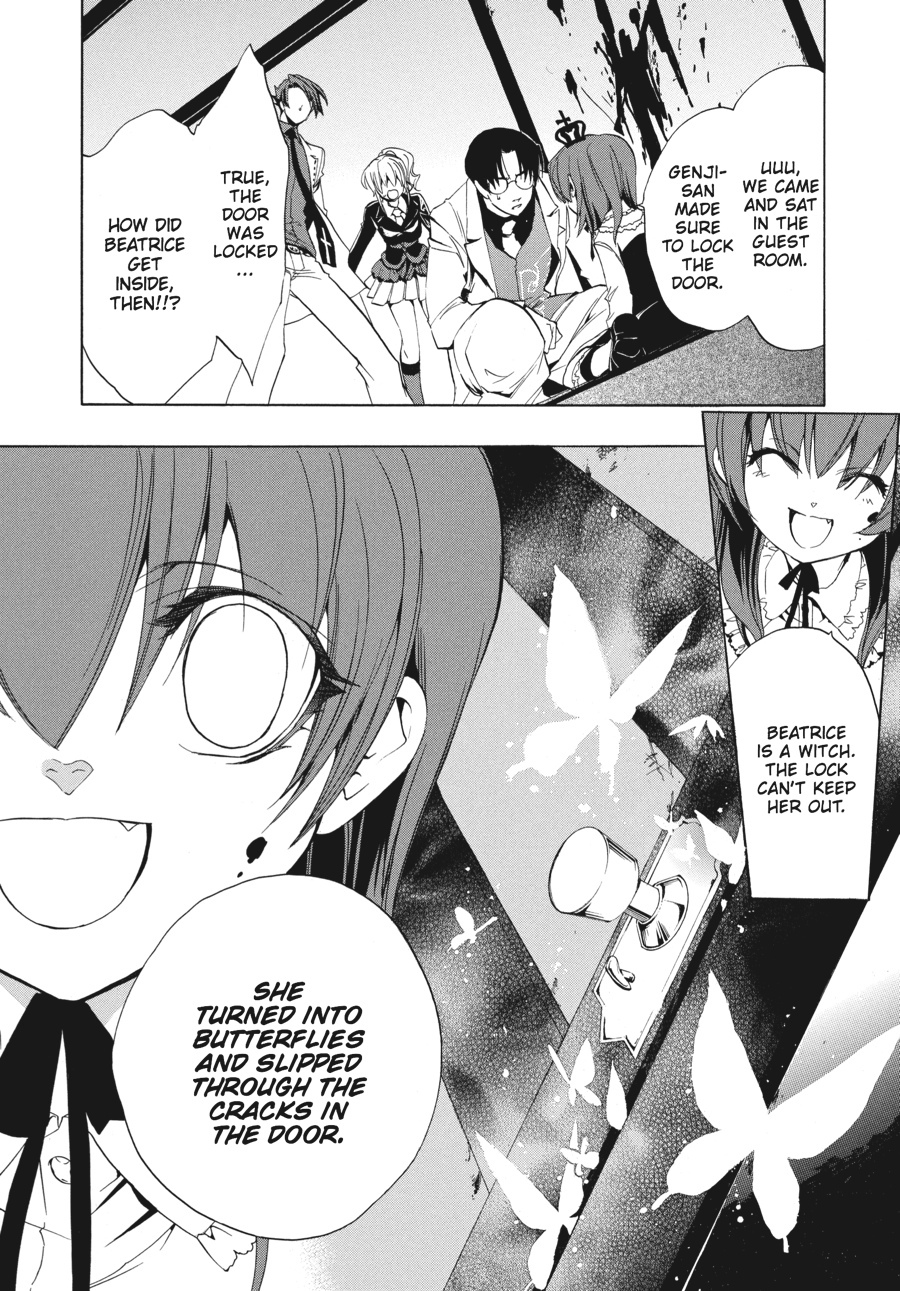 UUU,
WE CAME
AND SAT
IN THE
GUEST
ROOM.
GENJI-
SAN
MADE
SURE
TO LOCK
THE
DOOR.
TRUE,
THE
DOOR
WAS
LOCKED
...
HOW DID
BEATRICE
GET
INSIDE,
THEN!!?
BEATRICE
IS A WITCH.
THE LOCK
CAN'T KEEP
HER OUT.
SHE
TURNED INTO
BUTTERFLIES
AND SLIPPED
THROUGH THE
CRACKS IN
THE DOOR.